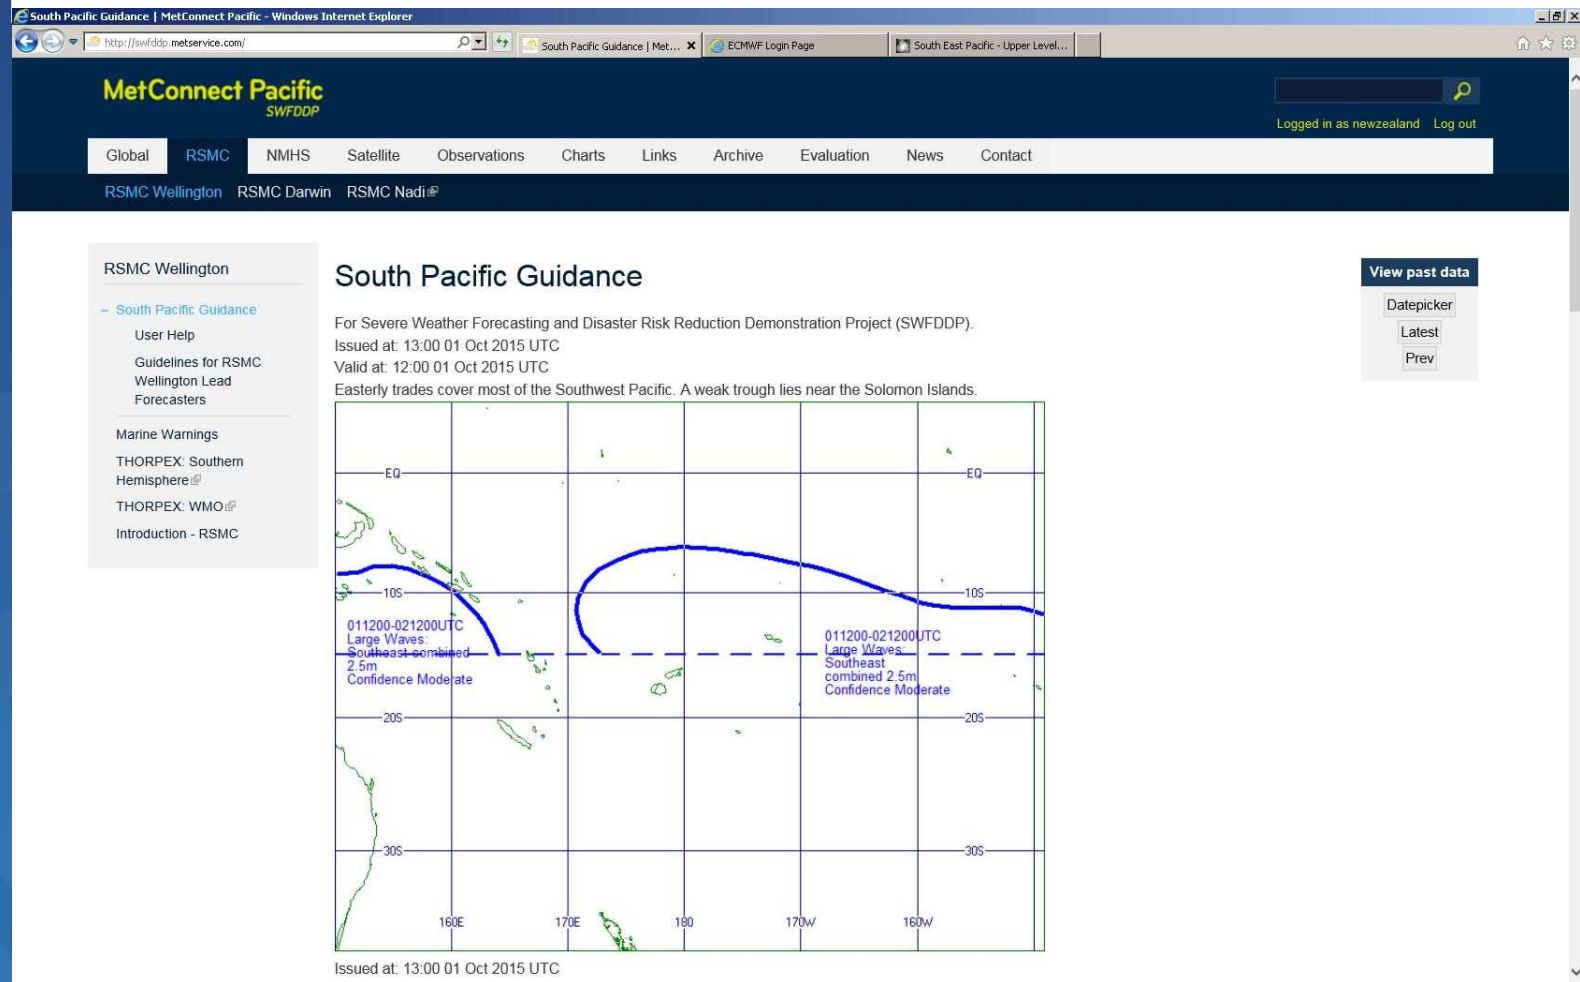 South Pacific Guidance | MetConnect Pacific - Windows Internet Explorer
http://swfddp.metservice.com/
South Pacific Guidance | Met...
ECMWF Login Page
South East Pacific - Upper Level...
MetConnect Pacific
SWFDDP
Logged in as newzealand Log out
Global RSMC NMHS Satellite Observations Charts Links Archive Evaluation News Contact
RSMC Wellington RSMC Darwin RSMC Nadi
RSMC Wellington
South Pacific Guidance
User Help
Guidelines for RSMC
Wellington Lead
Forecasters
Marine Warnings
THORPEX: Southern
Hemisphere
THORPEX: WMO
Introduction - RSMC
South Pacific Guidance
For Severe Weather Forecasting and Disaster Risk Reduction Demonstration Project (SWFDDP).
Issued at: 13:00 01 Oct 2015 UTC
Valid at: 12:00 01 Oct 2015 UTC
Easterly trades cover most of the Southwest Pacific. A weak trough lies near the Solomon Islands.
EQ EQ
10S 10S
011200-021200UTC
Large Waves:
Southeast combined
2.5m
Confidence Moderate
011200-021200UTC
Large Waves:
Southeast
combined 2.5m
Confidence Moderate
20S 20S
30S 30S
160E 170E 180 170W 160W
Issued at: 13:00 01 Oct 2015 UTC
View past data
Datepicker
Latest
Prev